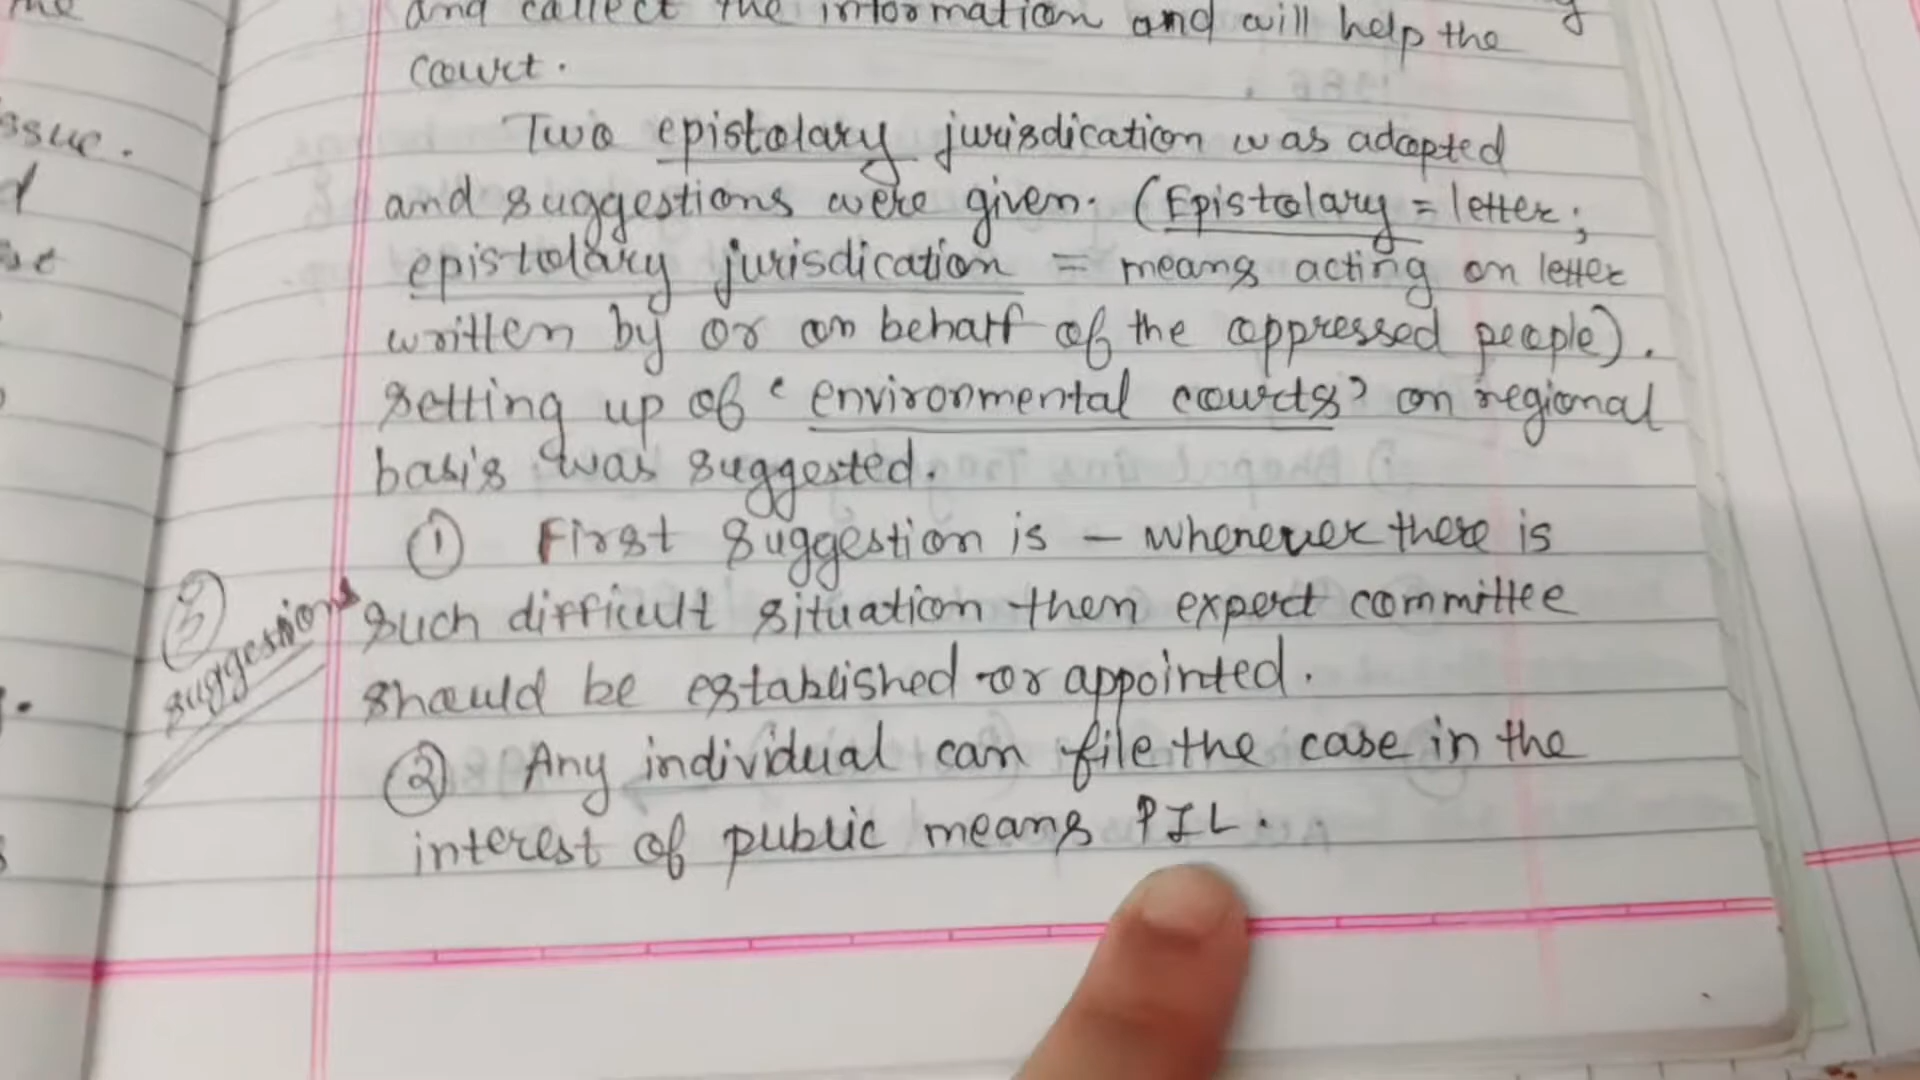 and collect the information and will help the
court.
Two epistolary jurisdication was adopted
and suggestions were given. (Epistolary = letter;
epistolary jurisdication = means acting on letter
written by or on behalf of the oppressed people).
Setting up of 'environmental courts' on regional
basis was suggested.
① First suggestion is - whenever there is
such difficult situation then expert committee
should be established or appointed.
② Any individual can file the case in the
interest of public means PIL.
suggestions